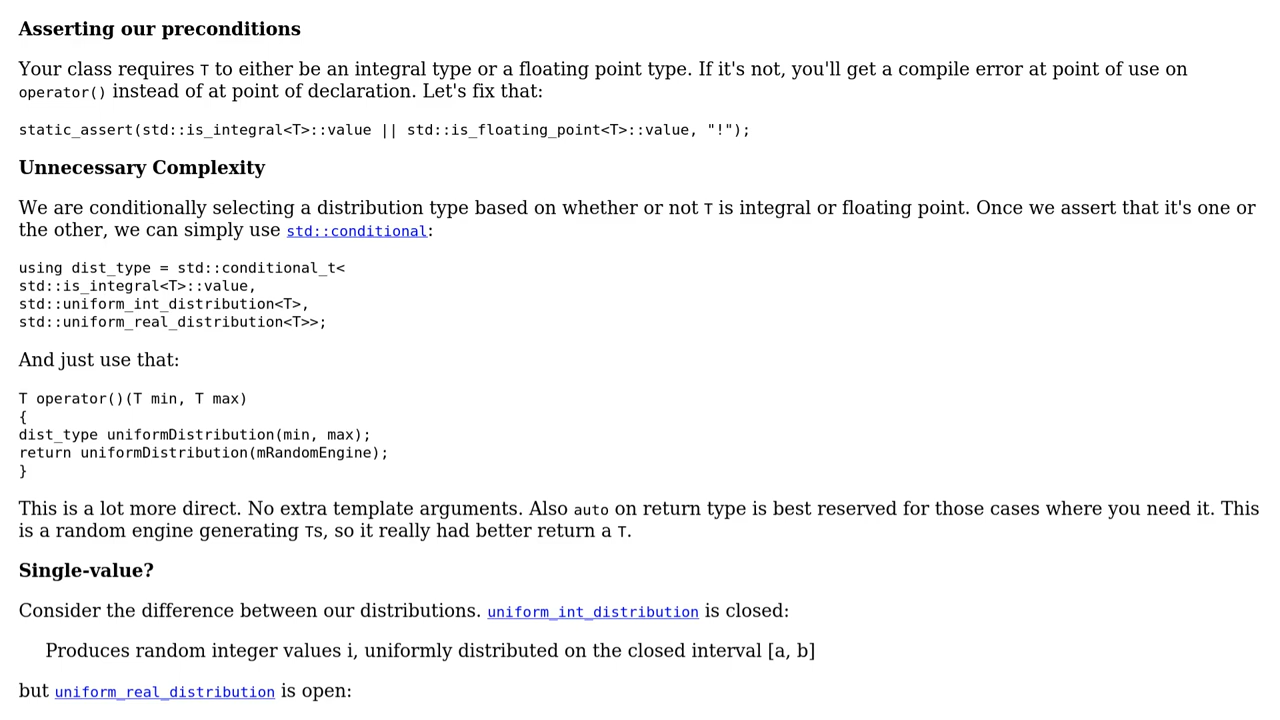 Asserting our preconditions
Your class requires T to either be an integral type or a floating point type. If it's not, you'll get a compile error at point of use on
operator() instead of at point of declaration. Let's fix that:
static_assert(std::is_integral<T>::value || std::is_floating_point<T>::value, "!");
Unnecessary Complexity
We are conditionally selecting a distribution type based on whether or not T is integral or floating point. Once we assert that it's one or
the other, we can simply use std::conditional:
using dist_type = std::conditional_t<
std::is_integral<T>::value,
std::uniform_int_distribution<T>,
std::uniform_real_distribution<T>>;
And just use that:
T operator()(T min, T max)
{
dist_type uniformDistribution(min, max);
return uniformDistribution(mRandomEngine);
}
This is a lot more direct. No extra template arguments. Also auto on return type is best reserved for those cases where you need it. This
is a random engine generating Ts, so it really had better return a T.
Single-value?
Consider the difference between our distributions. uniform_int_distribution is closed:
Produces random integer values i, uniformly distributed on the closed interval [a, b]
but uniform_real_distribution is open: